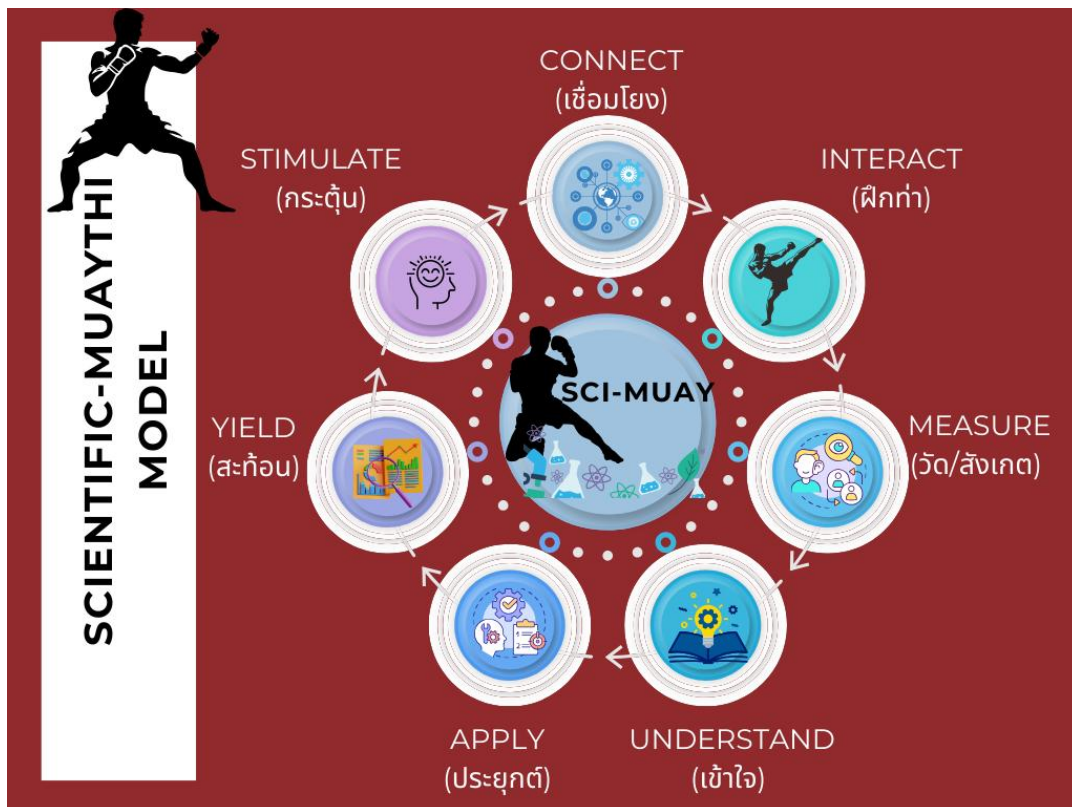 SCIENTIFIC-MUAYTHI
MODEL
CONNECT
(เชื่อมโยง)
INTERACT
(ฝึกท่า)
MEASURE
(วัด/สังเกต)
UNDERSTAND
(เข้าใจ)
APPLY
(ประยุกต์)
YIELD
(สะท้อน)
STIMULATE
(กระตุ้น)
SCI-MUAY